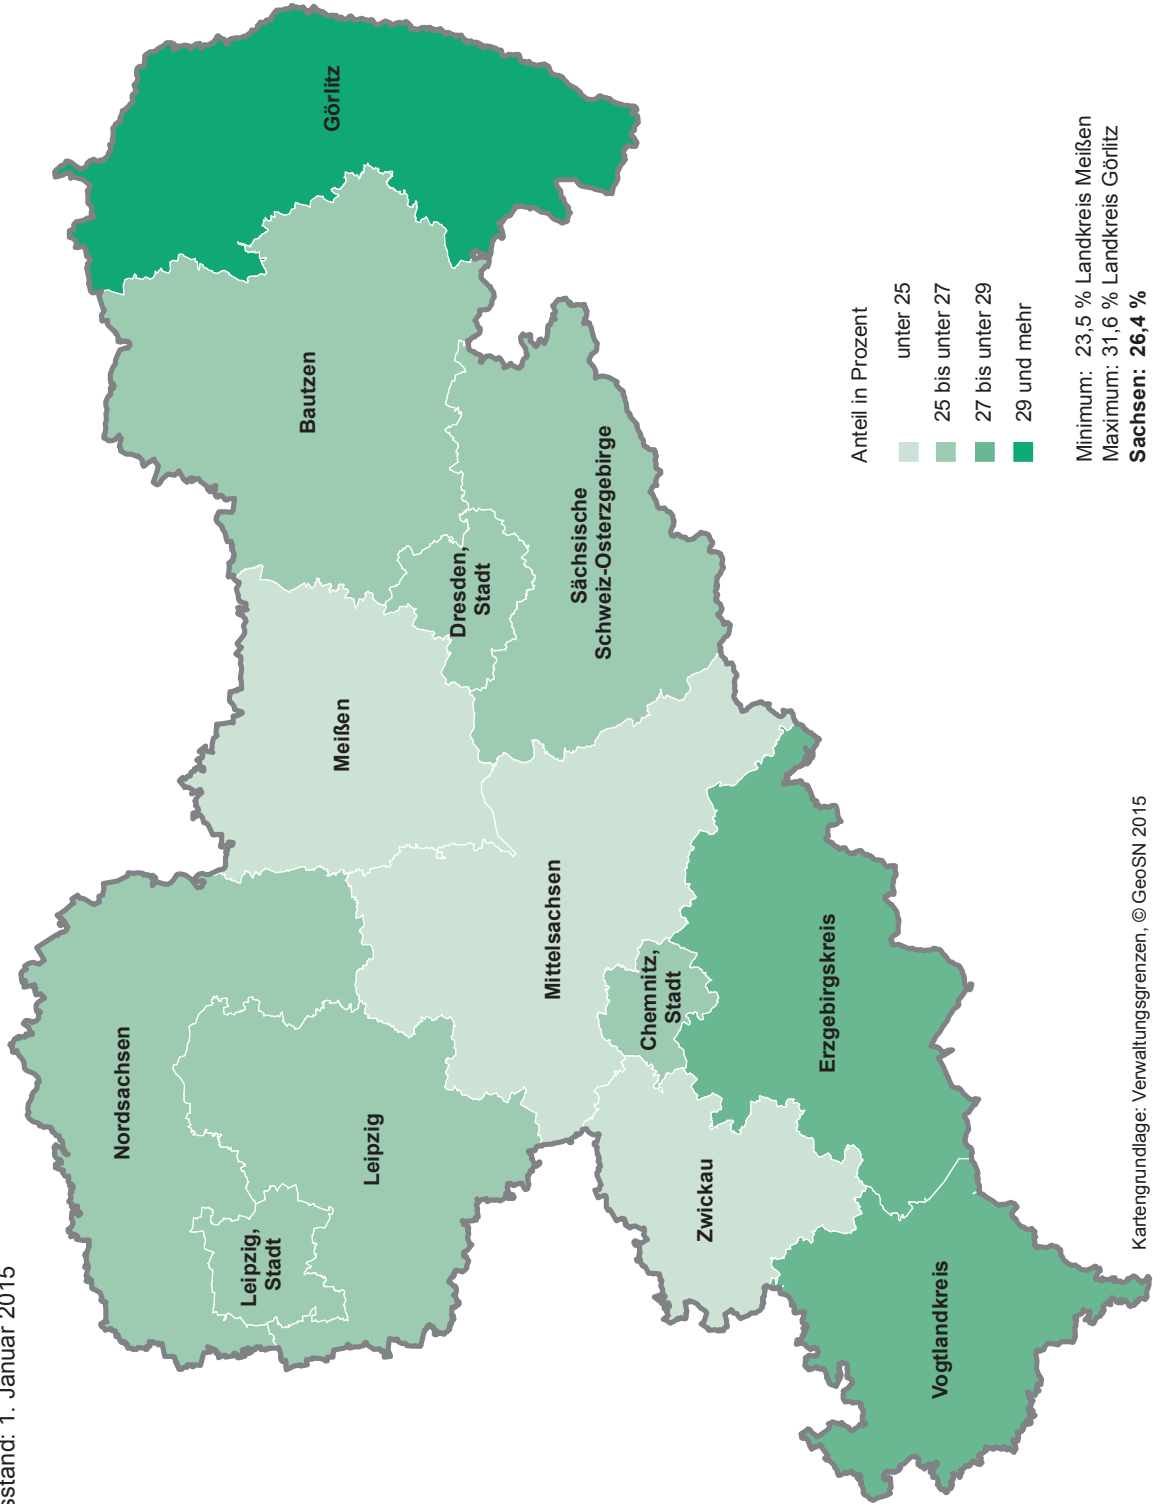 Nordsachsen
Leipzig,
Stadt
Leipzig
Meißen
Bautzen
Görlitz
Dresden,
Stadt
Sächsische
Schweiz-Osterzgebirge
Mittelsachsen
Chemnitz,
Stadt
Zwickau
Erzgebirgskreis
Vogtlandkreis
Anteil in Prozent
unter 25
25 bis unter 27
27 bis unter 29
29 und mehr
Minimum: 23,5 % Landkreis Meißen
Maximum: 31,6 % Landkreis Görlitz
Sachsen: 26,4 %
Kartengrundlage: Verwaltungsgrenzen, © GeoSN 2015
1. Januar 2015